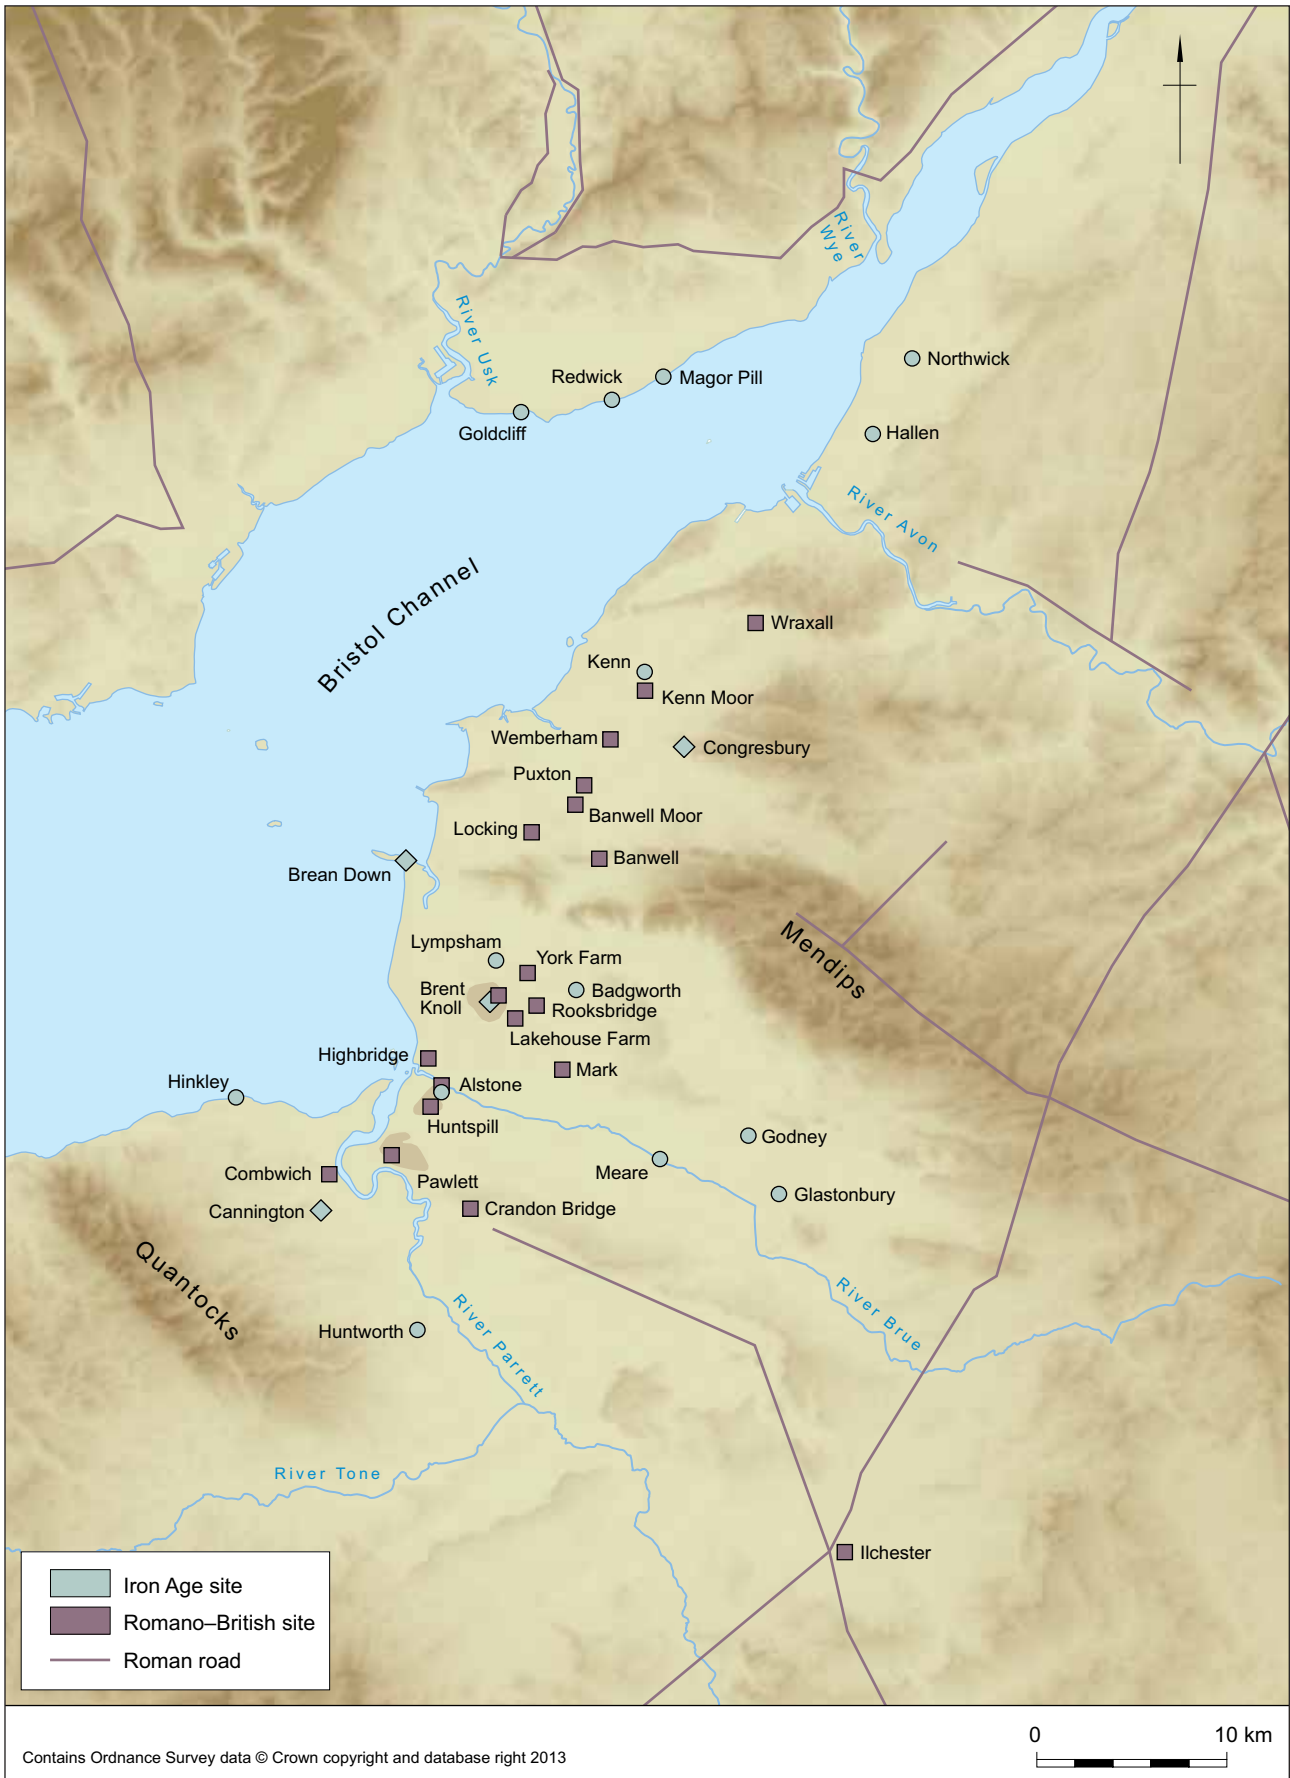 River
Wye
River Usk
Northwick
Redwick
Magor Pill
Goldcliff
Hallen
River Avon
Bristol Channel
Wraxall
Kenn
Kenn Moor
Wemberham
Congresbury
Puxton
Banwell Moor
Locking
Banwell
Brean Down
Mendips
Lympsham
York Farm
Brent
Knoll
Badgworth
Rooksbridge
Lakehouse Farm
Highbridge
Mark
Hinkley
Alstone
Huntspill
Godney
Meare
Combwich
Pawlett
Glastonbury
Cannington
Crandon Bridge
Quantocks
River Brue
Huntworth
River Parrett
River Tone
Ilchester
Iron Age site
Romano–British site
Roman road
0 10 km
Contains Ordnance Survey data © Crown copyright and database right 2013